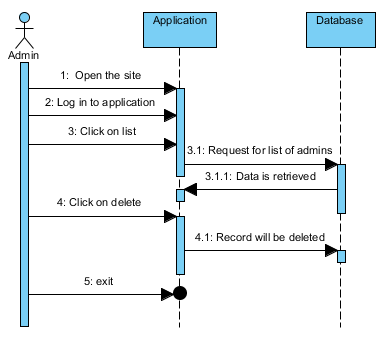 Application
Database
Admin
1: Open the site
2: Log in to application
3: Click on list
3.1: Request for list of admins
3.1.1: Data is retrieved
4: Click on delete
4.1: Record will be deleted
5: exit